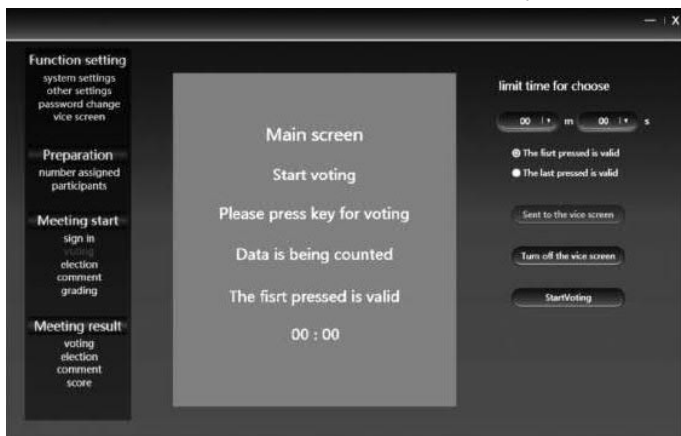 — | X
Function setting
system settings
other settings
password change
vice screen
Preparation
number assigned
participants
Meeting start
sign in
voting
election
comment
grading
Meeting result
voting
election
comment
score
Main screen
Start voting
Please press key for voting
Data is being counted
The fisrt pressed is valid
00 : 00
limit time for choose
00 m 00 s
The fisrt pressed is valid
The last pressed is valid
Sent to the vice screen
Turn off the vice screen
StartVoting